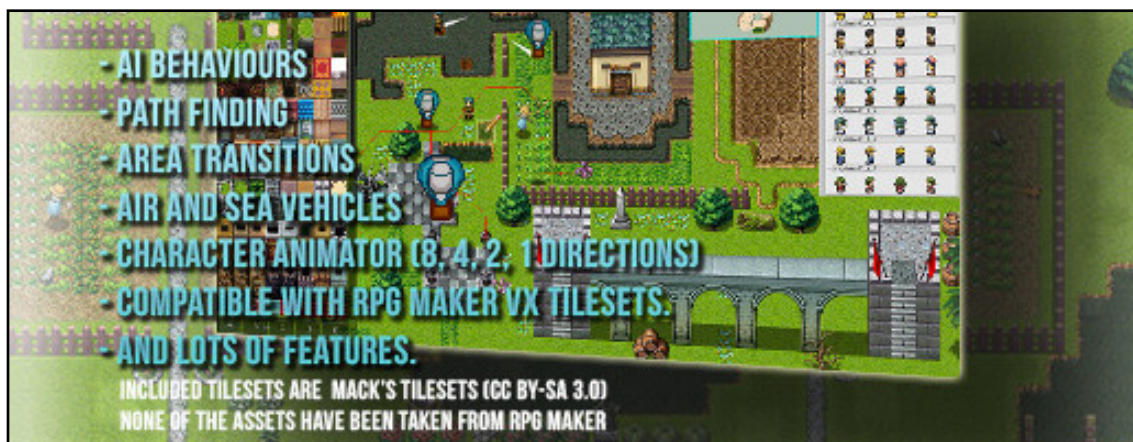 - AI BEHAVIOURS
- PATH FINDING
- AREA TRANSITIONS
- AIR AND SEA VEHICLES
- CHARACTER ANIMATOR (8, 4, 2, 1 DIRECTIONS)
- COMPATIBLE WITH RPG MAKER VX TILESETS.
- AND LOTS OF FEATURES.
INCLUDED TILESETS ARE MACK'S TILESETS (CC BY-SA 3.0)
NONE OF THE ASSETS HAVE BEEN TAKEN FROM RPG MAKER